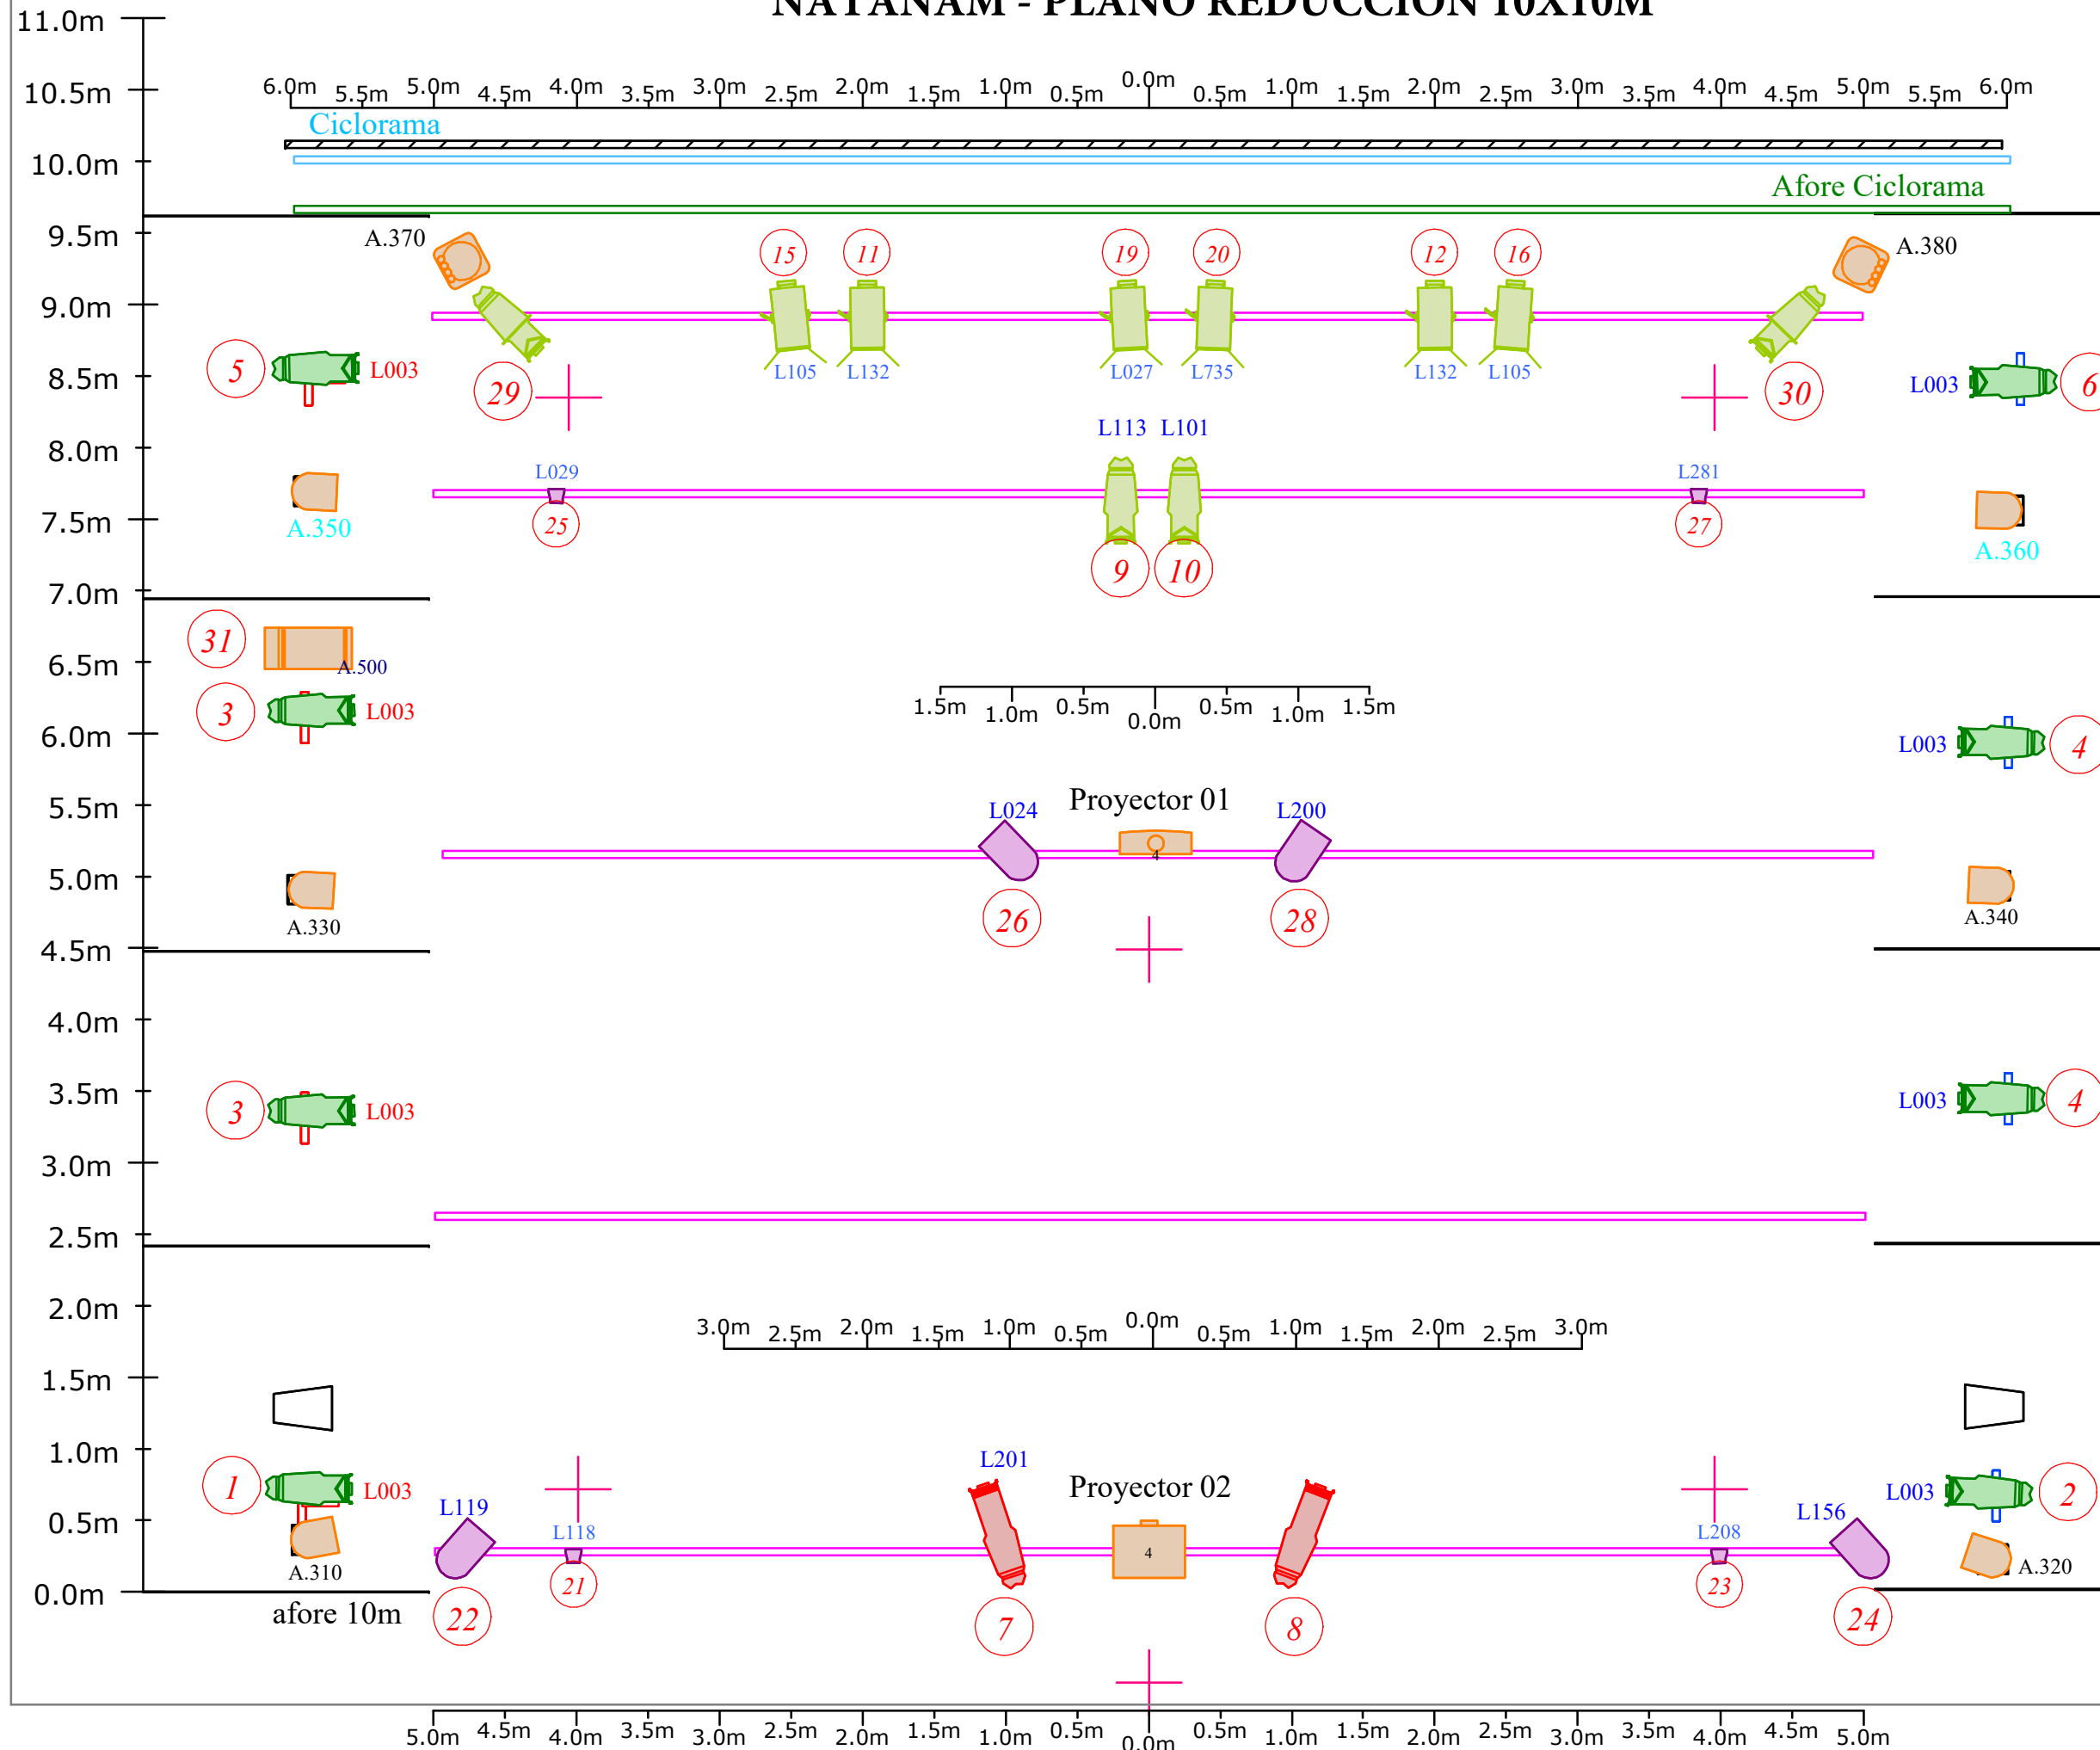 NATANAM - PLANO REDUCCION 10X10M
11.0m
6.0m 5.5m 5.0m 4.5m 4.0m 3.5m 3.0m 2.5m 2.0m 1.5m 1.0m 0.5m 0.0m 0.5m 1.0m 1.5m 2.0m 2.5m 3.0m 3.5m 4.0m 4.5m 5.0m 5.5m 6.0m
10.5m
Ciclorama
10.0m
Afore Ciclorama
9.5m
A.370 15 11 19 20 12 16 A.380
9.0m
5 L003 L105 L132 L027 L735 L132 L105 L003 6
8.5m
29 30
L113 L101
8.0m
L029 L281
7.5m
A.350 25 27 A.360
9 10
7.0m
31
6.5m
A.500
3 L003
1.5m 1.0m 0.5m 0.0m 0.5m 1.0m 1.5m
6.0m
L003 4
5.5m
Proyector 01
L024 L200
4
5.0m
A.330 26 28 A.340
4.5m
4.0m
3.5m
3 L003 L003 4
3.0m
2.5m
2.0m
3.0m 2.5m 2.0m 1.5m 1.0m 0.5m 0.0m 0.5m 1.0m 1.5m 2.0m 2.5m 3.0m
1.5m
1.0m
L201
Proyector 02
1 L003 L003 2
L119 L156
0.5m
L118 L208
4
A.310 A.320
0.0m
21 23
afore 10m
22 7 8 24
5.0m 4.5m 4.0m 3.5m 3.0m 2.5m 2.0m 1.5m 1.0m 0.5m 0.0m 0.5m 1.0m 1.5m 2.0m 2.5m 3.0m 3.5m 4.0m 4.5m 5.0m